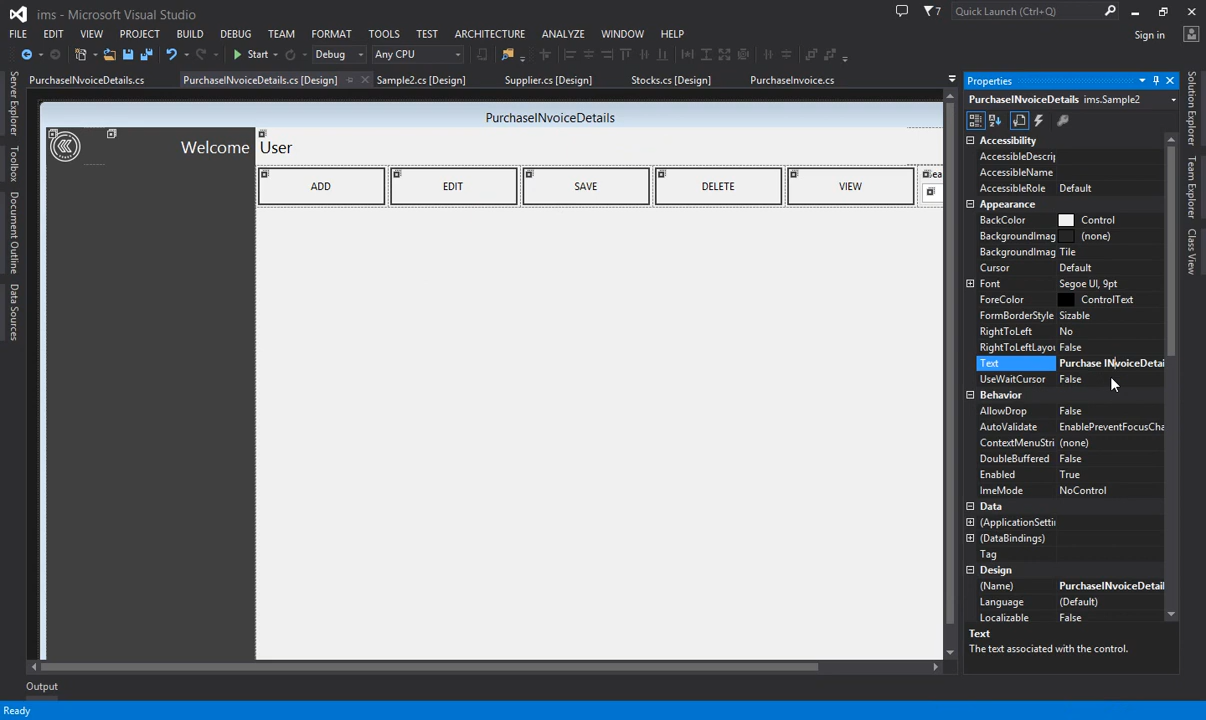 ims - Microsoft Visual Studio
7
Quick Launch (Ctrl+Q)
FILE EDIT VIEW PROJECT BUILD DEBUG TEAM FORMAT TOOLS TEST ARCHITECTURE ANALYZE WINDOW HELP
Sign in
Start Debug Any CPU
PurchaseINvoiceDetails.cs PurchaseINvoiceDetails.cs [Design] Sample2.cs [Design] Supplier.cs [Design] Stocks.cs [Design] PurchaseInvoice.cs
Server Explorer
Toolbox
Document Outline
Data Sources
PurchaseINvoiceDetails
Welcome User
ADD EDIT SAVE DELETE VIEW
Properties
PurchaseINvoiceDetails ims.Sample2
Accessibility
AccessibleDescrip
AccessibleName
AccessibleRole Default
Appearance
BackColor Control
BackgroundImag (none)
BackgroundImag Tile
Cursor Default
Font Segoe UI, 9pt
ForeColor ControlText
FormBorderStyle Sizable
RightToLeft No
RightToLeftLayou False
Text Purchase INvoiceDetai
UseWaitCursor False
Behavior
AllowDrop False
AutoValidate EnablePreventFocusCha
ContextMenuStri (none)
DoubleBuffered False
Enabled True
ImeMode NoControl
Data
(ApplicationSetti
(DataBindings)
Tag
Design
(Name) PurchaseINvoiceDetail
Language (Default)
Localizable False
Text
The text associated with the control.
Solution Explorer
Team Explorer
Class View
Output
Ready